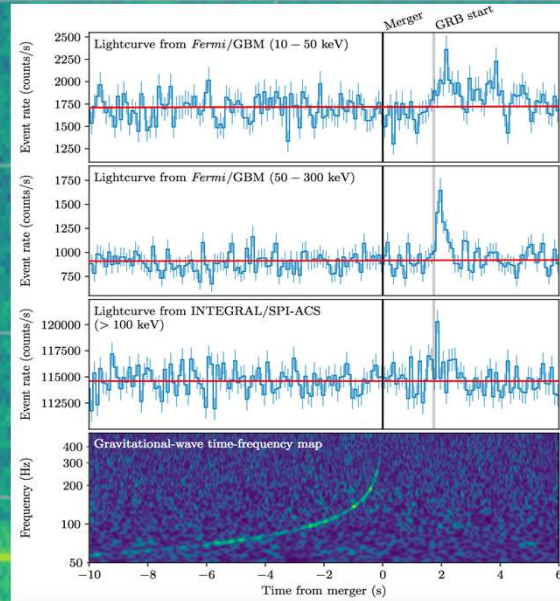 Merger
GRB start
Lightcurve from Fermi/GBM (10 − 50 keV)
Event rate (counts/s)
2500
2250
2000
1750
1500
1250
Lightcurve from Fermi/GBM (50 − 300 keV)
Event rate (counts/s)
1750
1500
1250
1000
750
Lightcurve from INTEGRAL/SPI-ACS
(> 100 keV)
Event rate (counts/s)
120000
117500
115000
112500
Gravitational-wave time-frequency map
Frequency (Hz)
400
300
200
100
50
−10 −8 −6 −4 −2 0 2 4 6
Time from merger (s)